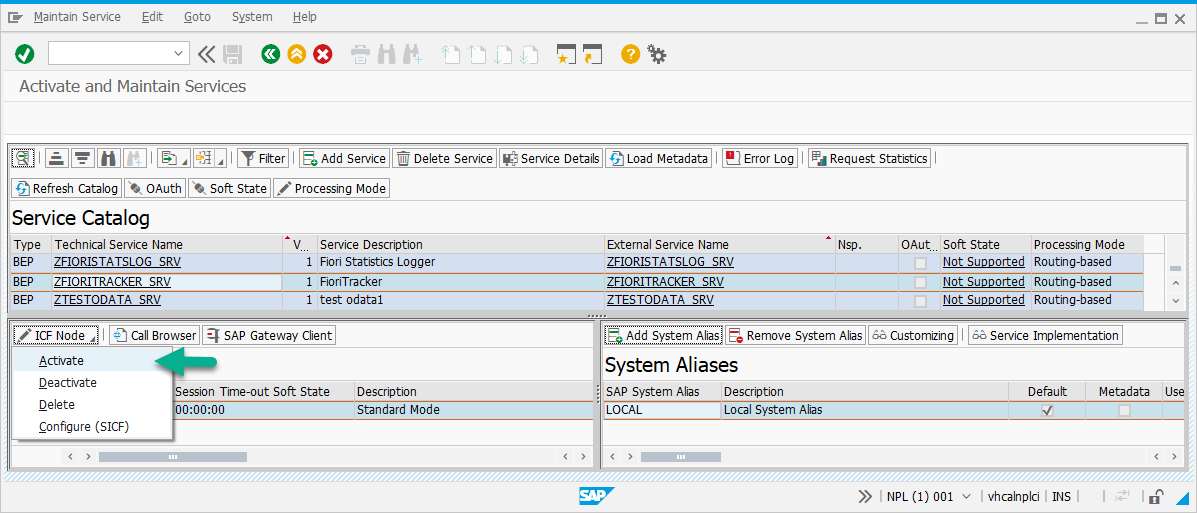 Maintain Service Edit Goto System Help
Activate and Maintain Services
Filter Add Service Delete Service Service Details Load Metadata Error Log Request Statistics
Refresh Catalog OAuth Soft State Processing Mode
Service Catalog
Type Technical Service Name V... Service Description External Service Name Nsp. OAut... Soft State Processing Mode
BEP ZFIORISTATSLOG_SRV 1 Fiori Statistics Logger ZFIORISTATSLOG_SRV Not Supported Routing-based
BEP ZFIORITRACKER_SRV 1 FioriTracker ZFIORITRACKER_SRV Not Supported Routing-based
BEP ZTESTODATA_SRV 1 test odata1 ZTESTODATA_SRV Not Supported Routing-based
ICF Node Call Browser SAP Gateway Client
Activate
Deactivate
Delete
Configure (SICF)
Session Time-out Soft State Description
00:00:00 Standard Mode
Add System Alias Remove System Alias Customizing Service Implementation
System Aliases
SAP System Alias Description Default Metadata Use
LOCAL Local System Alias
SAP NPL (1) 001 vhcalnplci INS